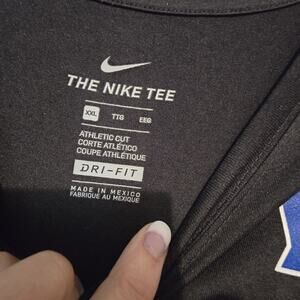 THE NIKE TEE
XXL TTG EEG
ATHLETIC CUT
CORTE ATLÉTICO
COUPE ATHLÉTIQUE
DRI-FIT
MADE IN MEXICO
FABRIQUÉ AU MEXIQUE